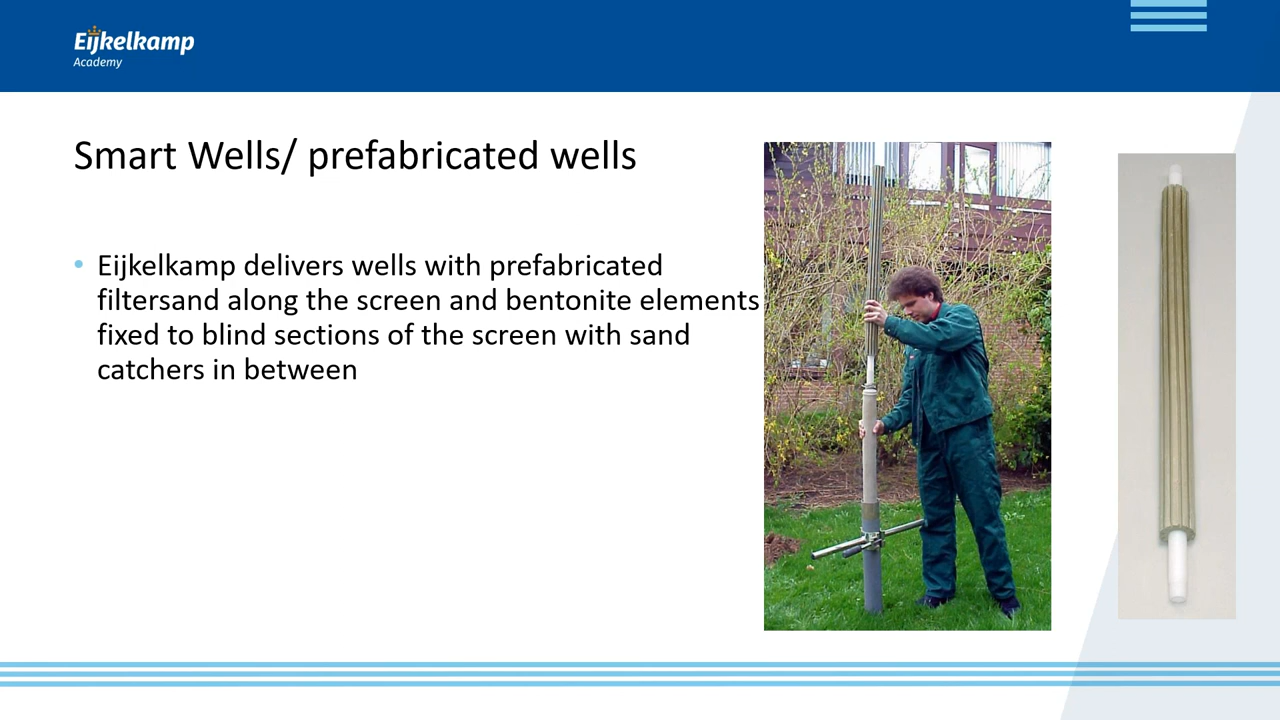 Eijkelkamp
Academy
Smart Wells/ prefabricated wells
• Eijkelkamp delivers wells with prefabricated
filtersand along the screen and bentonite elements
fixed to blind sections of the screen with sand
catchers in between